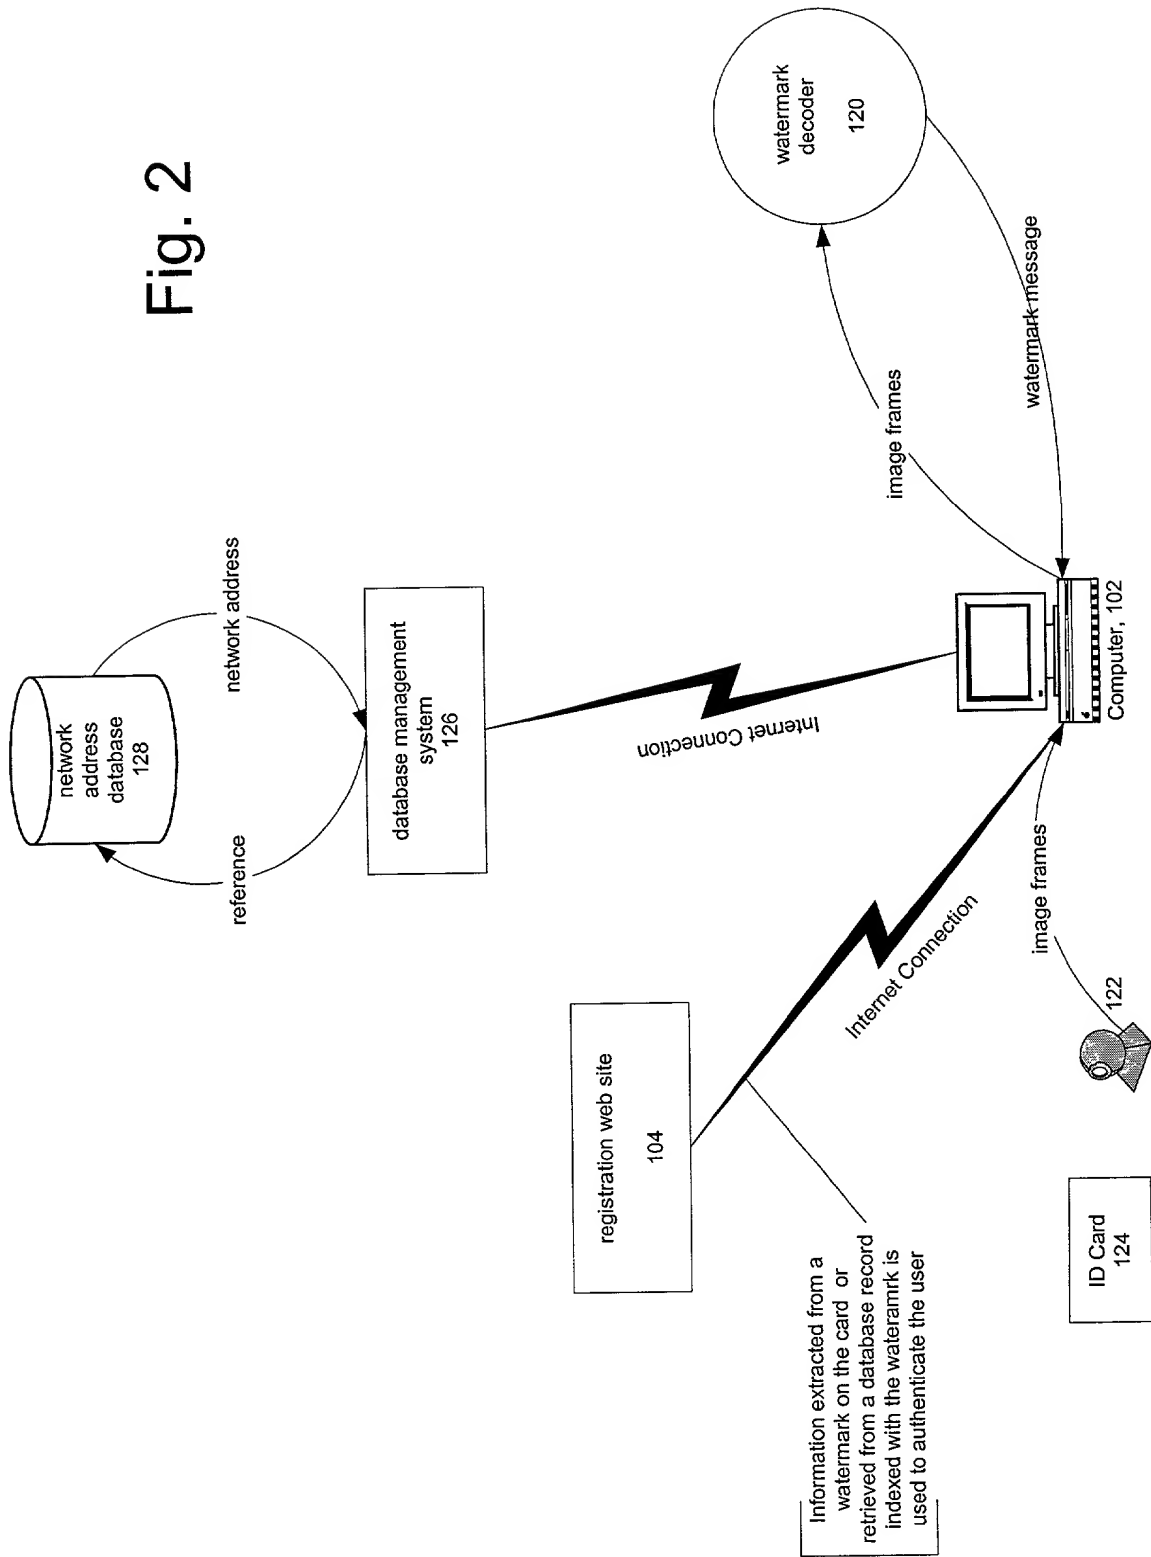 Fig. 2
network
address
database
128
network address
reference
database management
system
126
Internet Connection
watermark
decoder
120
image frames
watermark message
Computer, 102
registration web site
104
Internet Connection
image frames
122
ID Card
124
Information extracted from a
watermark on the card or
retrieved from a database record
indexed with the wateramrk is
used to authenticate the user